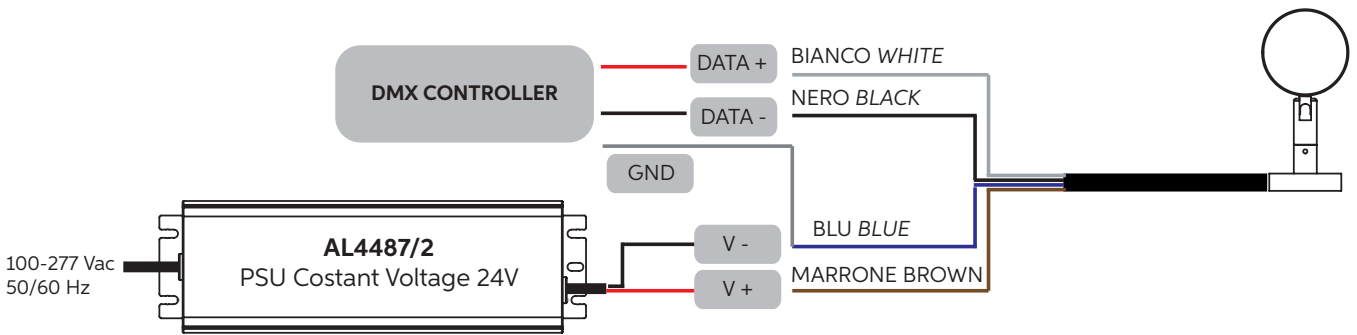 DATA + BIANCO WHITE
DMX CONTROLLER
NERO BLACK
DATA -
GND
AL4487/2
PSU Costant Voltage 24V
100-277 Vac
50/60 Hz
V - BLU BLUE
V + MARRONE BROWN